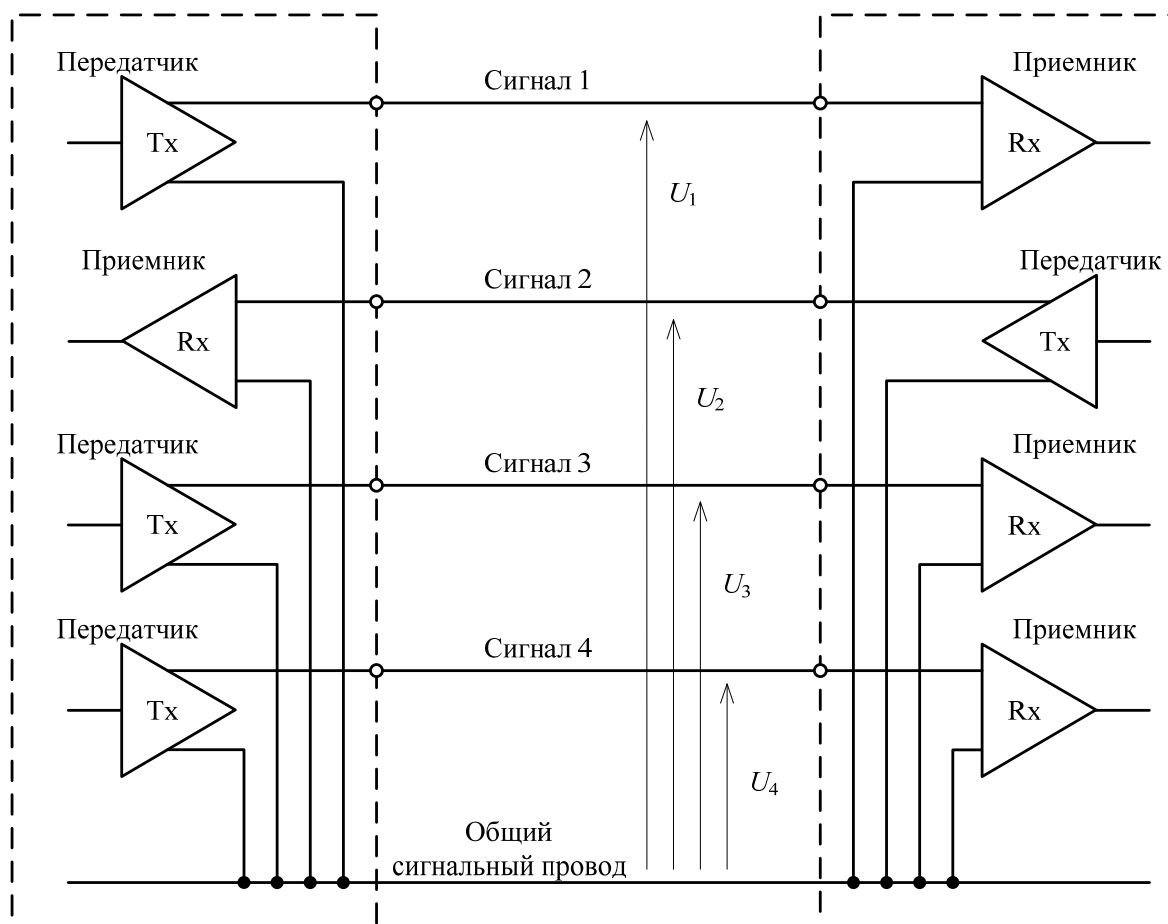 Передатчик
Приемник
Сигнал 1
Tx
Rx
U1
Приемник
Передатчик
Сигнал 2
Rx
Tx
U2
Передатчик
Приемник
Сигнал 3
Tx
Rx
U3
Передатчик
Приемник
Сигнал 4
Tx
Rx
U4
Общий
сигнальный провод